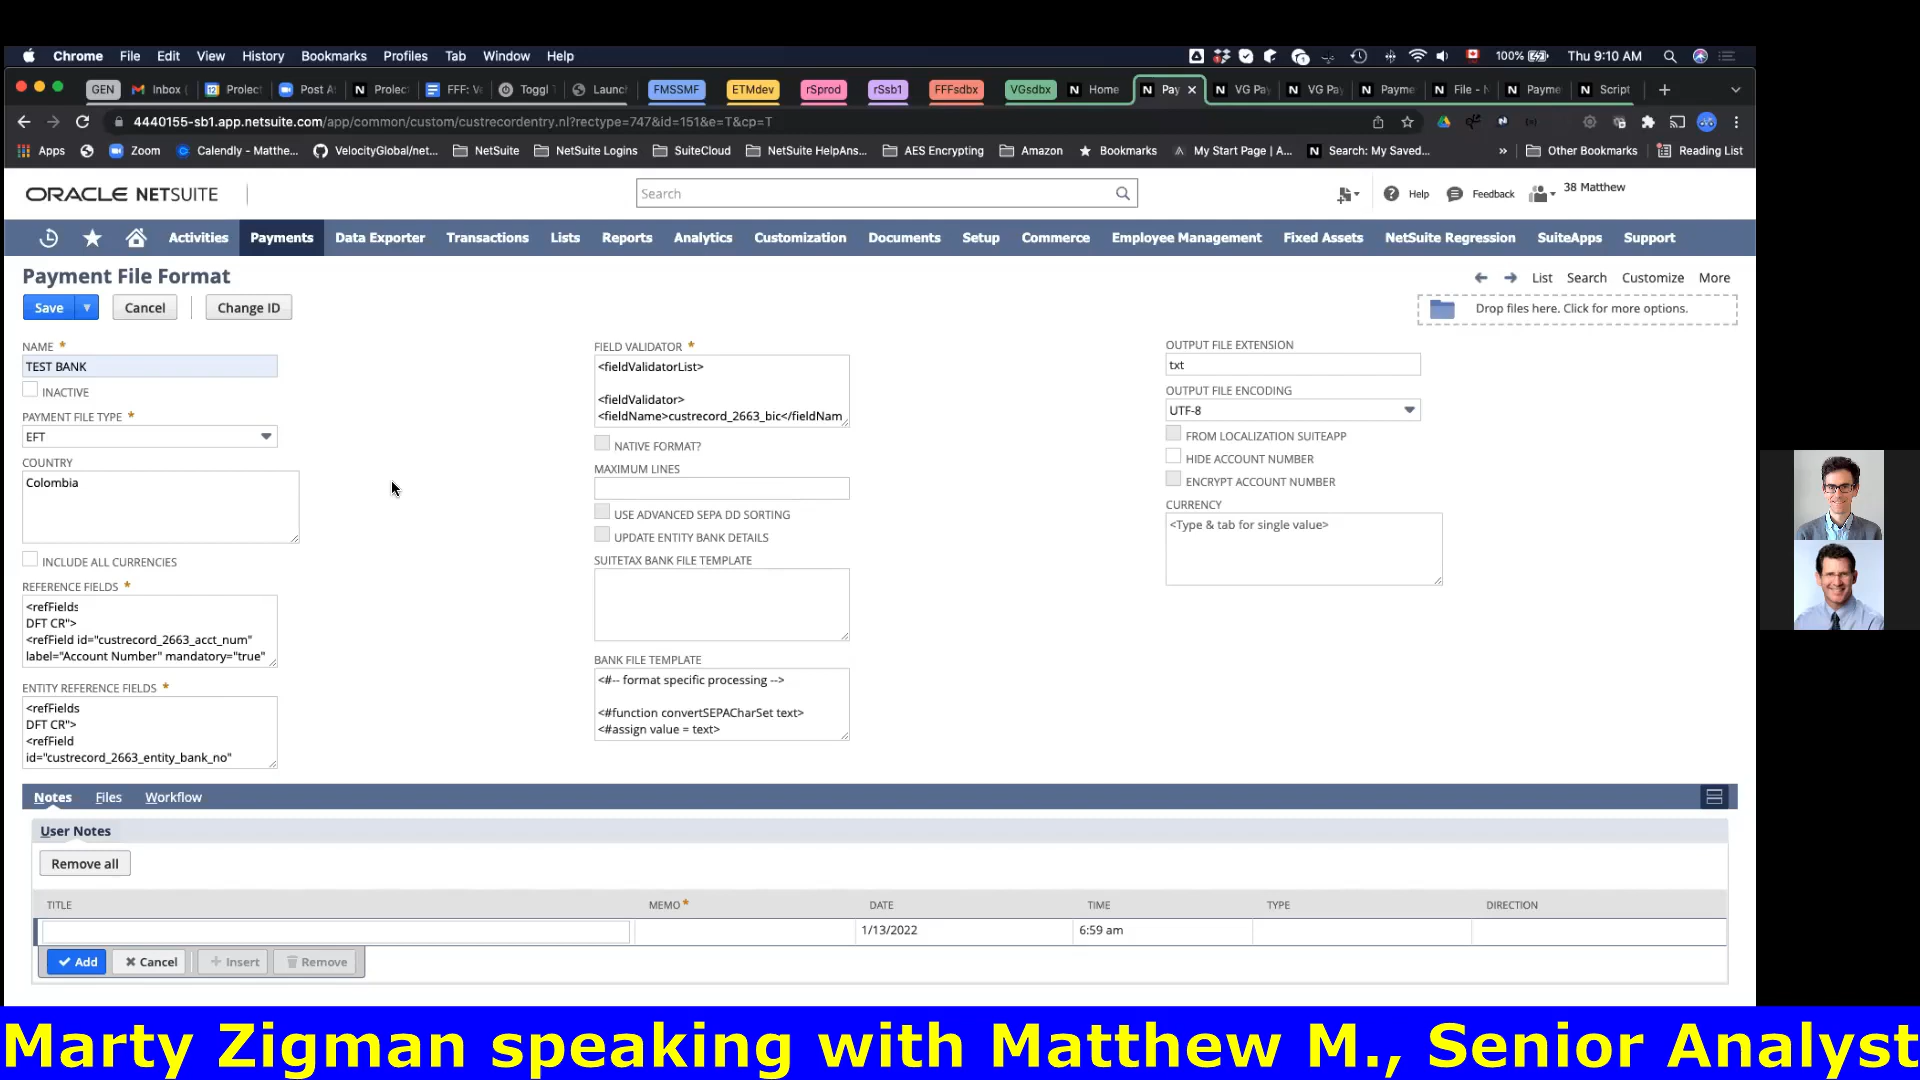 Chrome File Edit View History Bookmarks Profiles Tab Window Help 100% Thu 9:10 AM
GEN Inbox Prolect Post A Prolec FFF: V Toggl Launc FMSSMF ETMdev rSprod rSsb1 FFFsdbx VGsdbx Home Pay VG Pay VG Pay Payme File - N Payme Script
4440155-sb1.app.netsuite.com/app/common/custom/custrecordentry.nl?rectype=747&id=151&e=T&cp=T
Apps Zoom Calendly - Matthe... VelocityGlobal/net... NetSuite NetSuite Logins SuiteCloud NetSuite HelpAns... AES Encrypting Amazon Bookmarks My Start Page | A... Search: My Saved... » Other Bookmarks Reading List
ORACLE NETSUITE Search Help Feedback 38 Matthew
Activities Payments Data Exporter Transactions Lists Reports Analytics Customization Documents Setup Commerce Employee Management Fixed Assets NetSuite Regression SuiteApps Support
Payment File Format
List Search Customize More
Save Cancel Change ID
Drop files here. Click for more options.
NAME *
TEST BANK
INACTIVE
PAYMENT FILE TYPE *
EFT
COUNTRY
Colombia
INCLUDE ALL CURRENCIES
REFERENCE FIELDS *
<refFields
DFT CR">
<refField id="custrecord_2663_acct_num"
label="Account Number" mandatory="true"
ENTITY REFERENCE FIELDS *
<refFields
DFT CR">
<refField
id="custrecord_2663_entity_bank_no"
FIELD VALIDATOR *
<fieldValidatorList>
<fieldValidator>
<fieldName>custrecord_2663_bic</fieldNam
NATIVE FORMAT?
MAXIMUM LINES
USE ADVANCED SEPA DD SORTING
UPDATE ENTITY BANK DETAILS
SUITETAX BANK FILE TEMPLATE
BANK FILE TEMPLATE
<#-- format specific processing -->
<#function convertSEPACharSet text>
<#assign value = text>
OUTPUT FILE EXTENSION
txt
OUTPUT FILE ENCODING
UTF-8
FROM LOCALIZATION SUITEAPP
HIDE ACCOUNT NUMBER
ENCRYPT ACCOUNT NUMBER
CURRENCY
<Type & tab for single value>
Notes Files Workflow
User Notes
Remove all
TITLE MEMO * DATE TIME TYPE DIRECTION
1/13/2022 6:59 am
Add Cancel Insert Remove
Marty Zigman speaking with Matthew M., Senior Analyst